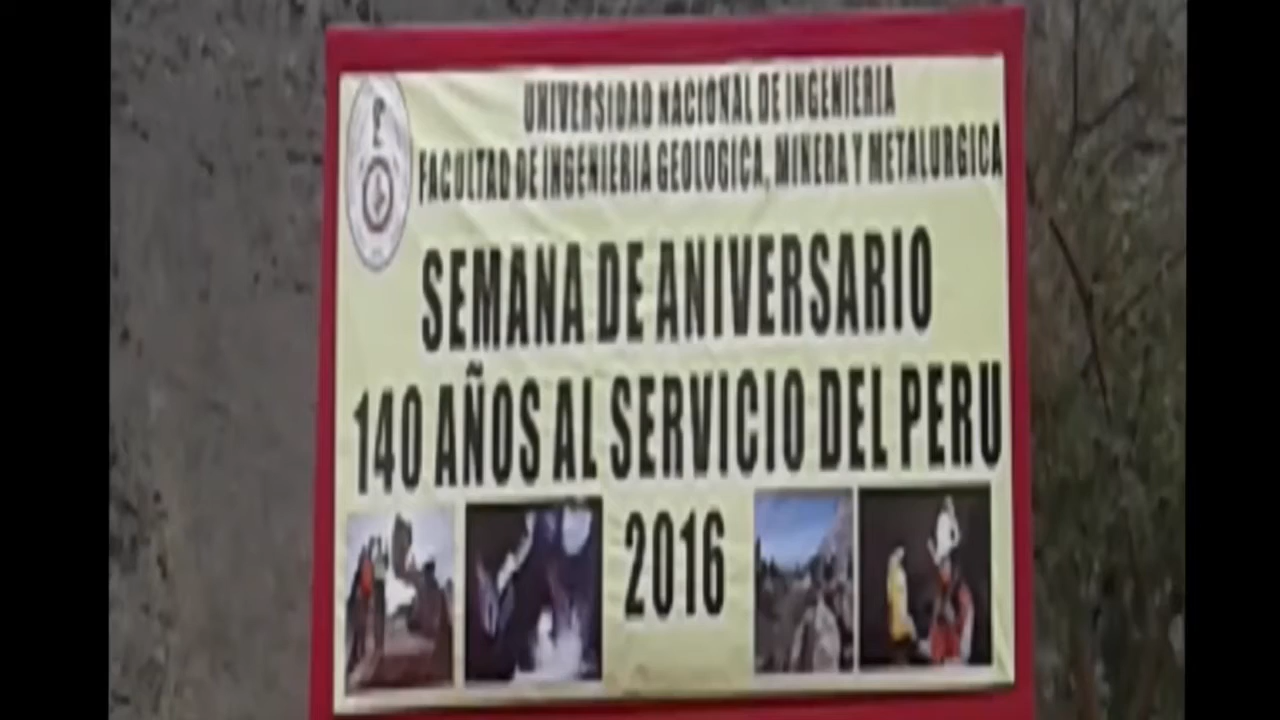 UNIVERSIDAD NACIONAL DE INGENIERIA
FACULTAD DE INGENIERIA GEOLOGICA, MINERA Y METALURGICA
SEMANA DE ANIVERSARIO
140 AÑOS AL SERVICIO DEL PERU
2016